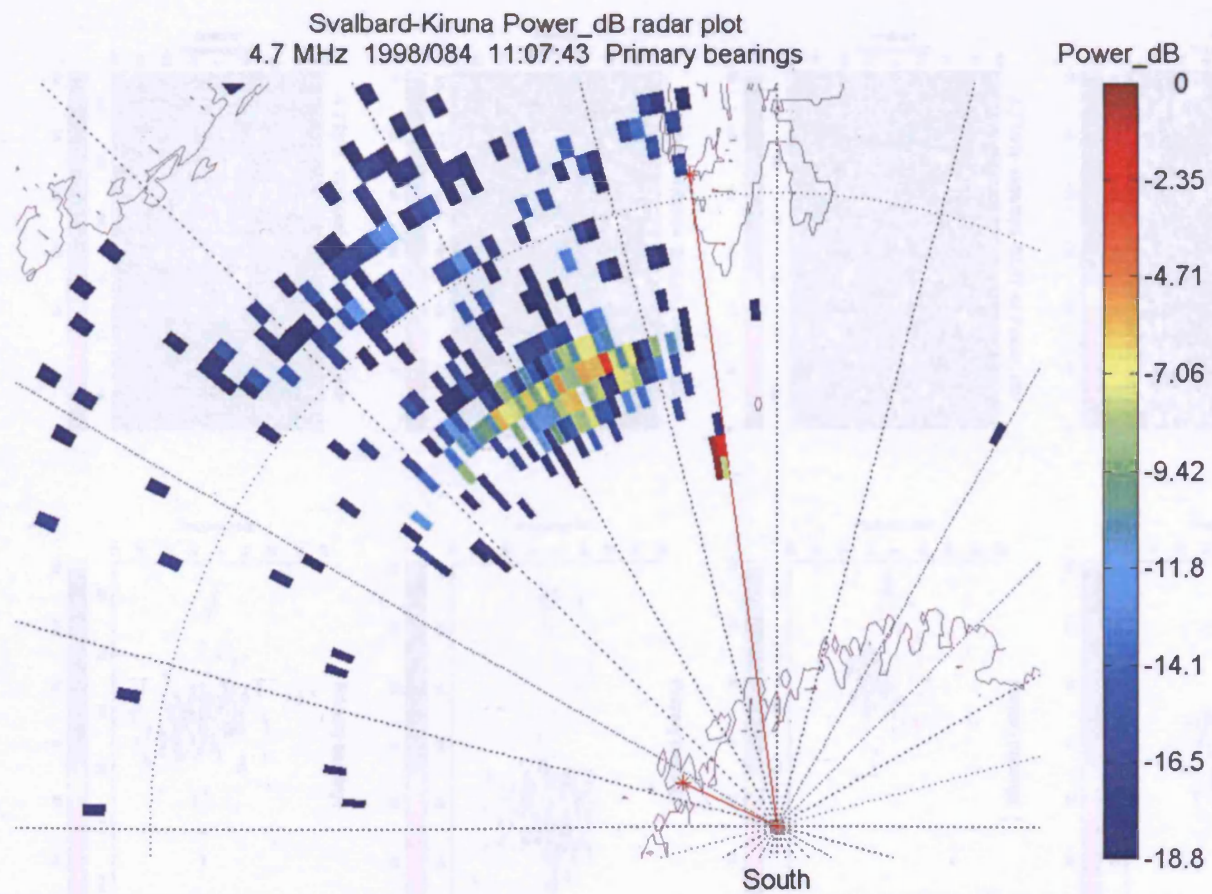 Svalbard-Kiruna Power_dB radar plot
4.7 MHz 1998/084 11:07:43 Primary bearings
Power_dB
0
-2.35
-4.71
-7.06
-9.42
-11.8
-14.1
-16.5
-18.8
South